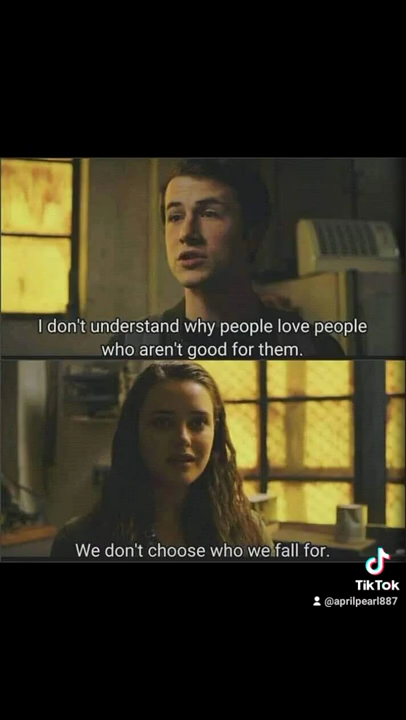 I don't understand why people love people
who aren't good for them.
We don't choose who we fall for.
TikTok
@aprilpearl887